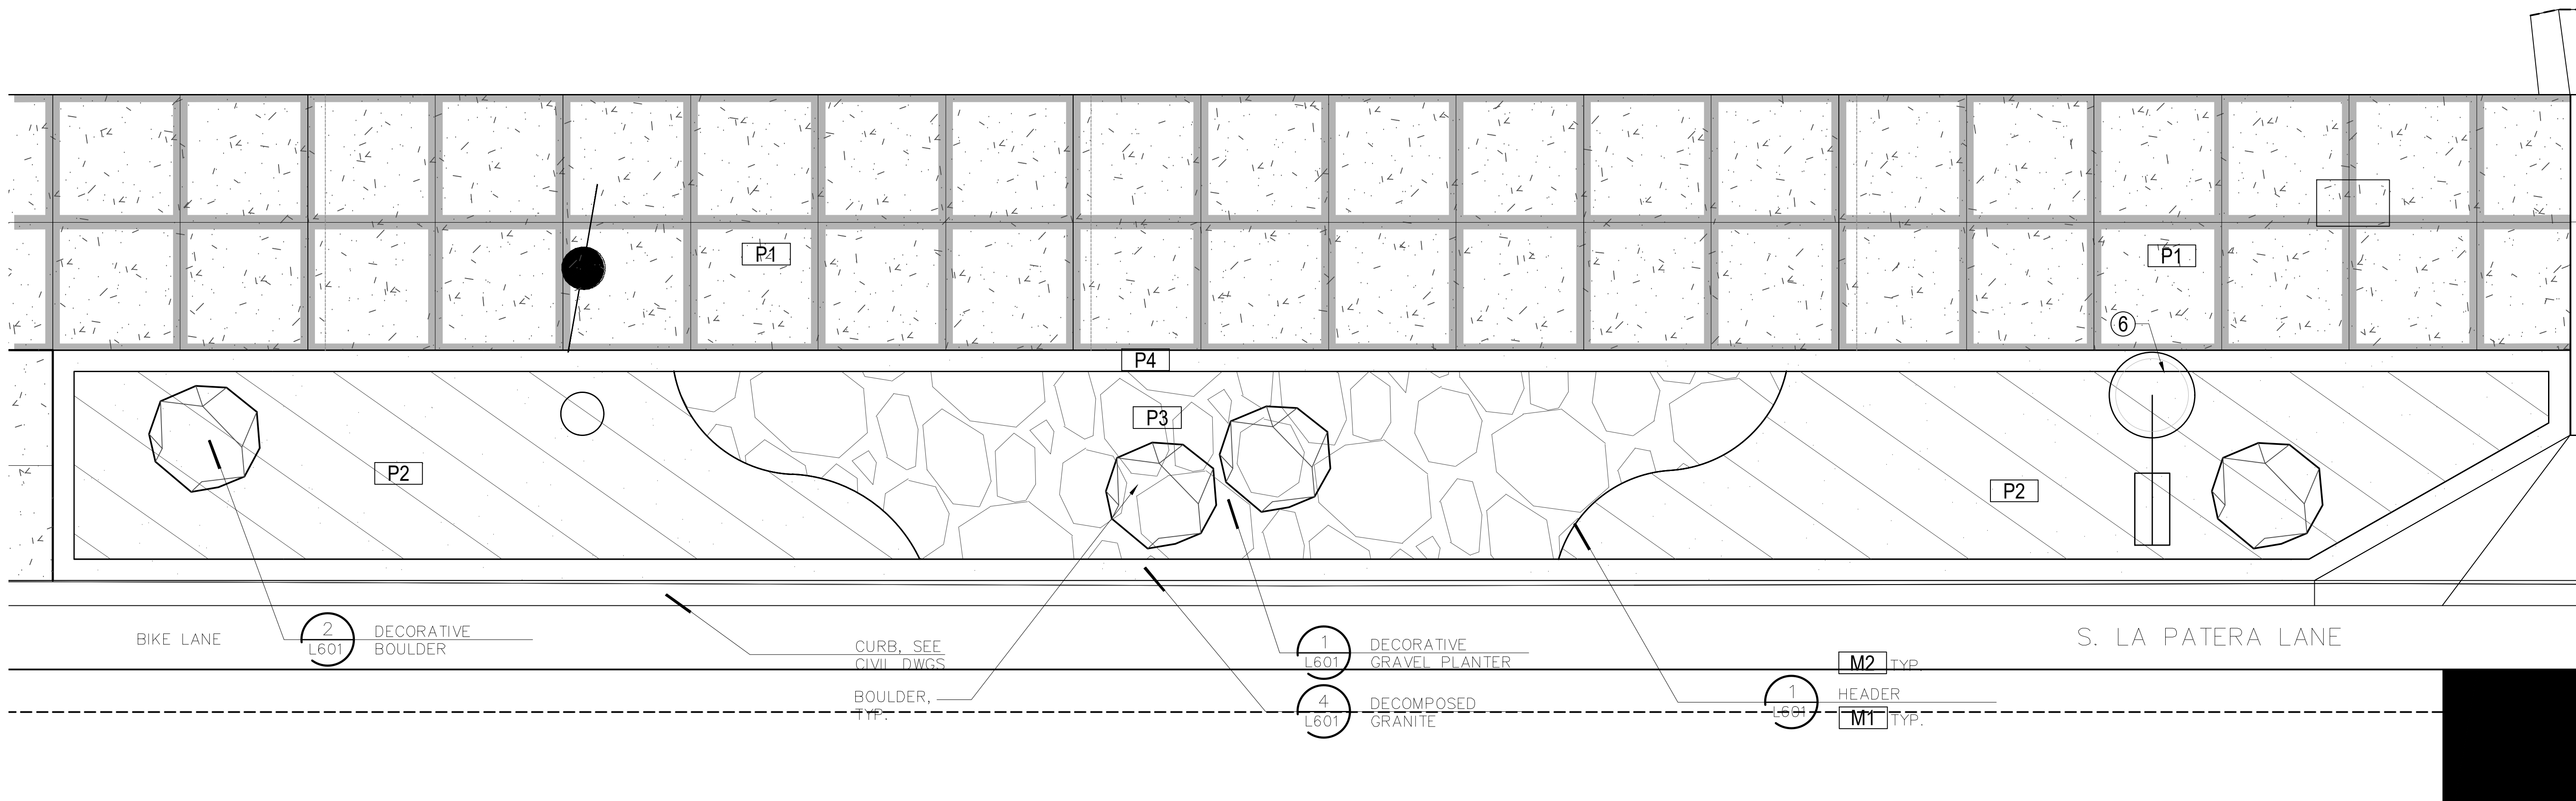 P1
P1
6
P4
P3
P2
P2
BIKE LANE
2
L601
DECORATIVE
BOULDER
CURB, SEE
CIVIL DWGS
BOULDER,
TYP.
1
L601
DECORATIVE
GRAVEL PLANTER
4
L601
DECOMPOSED
GRANITE
M2 TYP.
1
L601
HEADER
M1 TYP.
S. LA PATERA LANE